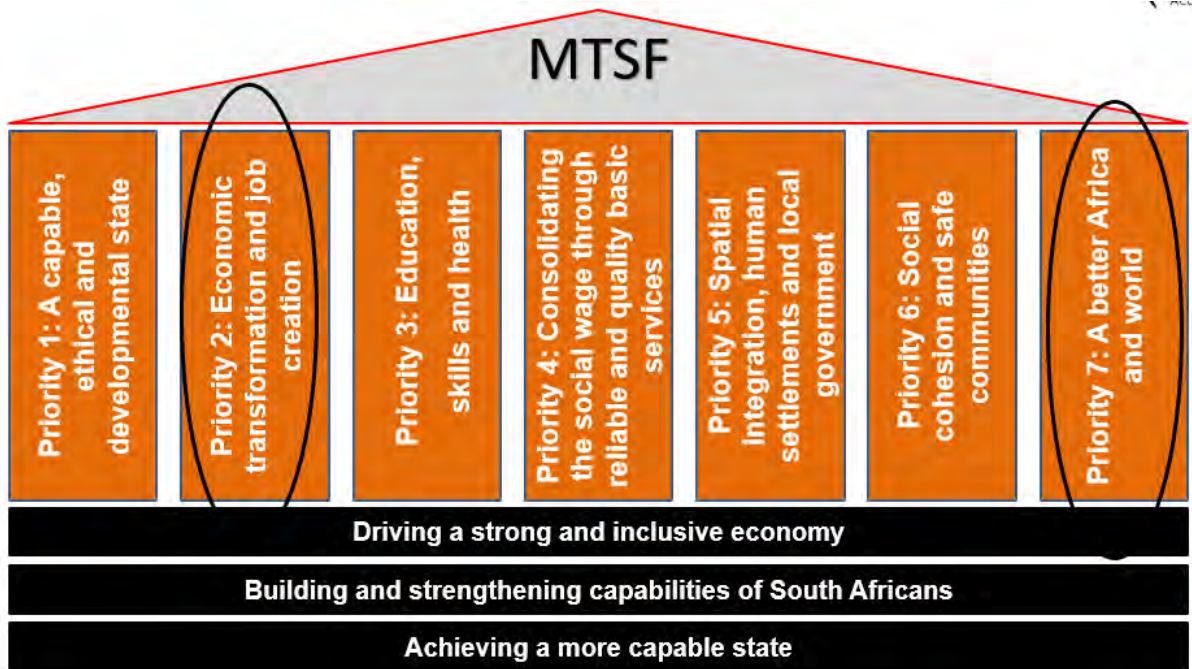 MTSF
Priority 1: A capable,
ethical and
developmental state
Priority 2: Economic
transformation and job
creation
Priority 3: Education,
skills and health
Priority 4: Consolidating
the social wage through
reliable and quality basic
services
Priority 5: Spatial
integration, human
settlements and local
government
Priority 6: Social
cohesion and safe
communities
Priority 7: A better Africa
and world
Driving a strong and inclusive economy
Building and strengthening capabilities of South Africans
Achieving a more capable state